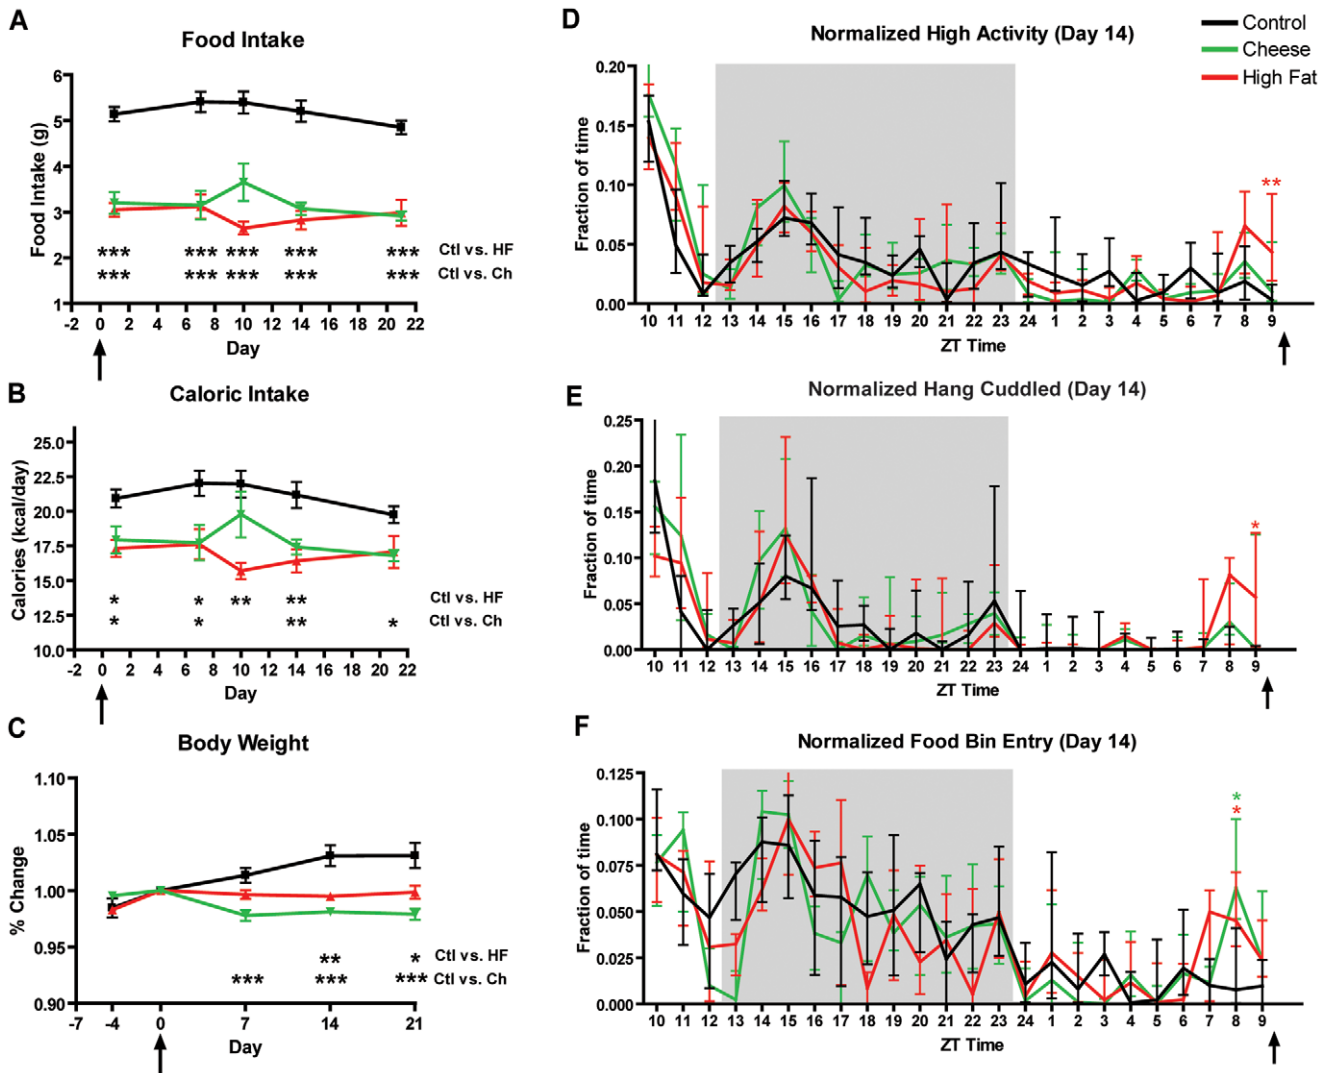 A
Food Intake
Food Intake (g)
6
5
4
3
2
1
*** *** *** *** *** Ctl vs. HF
*** *** *** *** *** Ctl vs. Ch
-2 0 2 4 6 8 10 12 14 16 18 20 22
Day
B
Caloric Intake
Calories (kcal/day)
25.0
22.5
20.0
17.5
15.0
12.5
10.0
* * ** ** Ctl vs. HF
* * ** * Ctl vs. Ch
-2 0 2 4 6 8 10 12 14 16 18 20 22
Day
C
Body Weight
% Change
1.10
1.05
1.00
0.95
0.90
** * Ctl vs. HF
*** *** *** Ctl vs. Ch
-7 -4 0 7 14 21
Day
D
Normalized High Activity (Day 14)
Control
Cheese
High Fat
Fraction of time
0.20
0.15
0.10
0.05
0.00
**
10 11 12 13 14 15 16 17 18 19 20 21 22 23 24 1 2 3 4 5 6 7 8 9
ZT Time
E
Normalized Hang Cuddled (Day 14)
Fraction of time
0.25
0.20
0.15
0.10
0.05
0.00
*
10 11 12 13 14 15 16 17 18 19 20 21 22 23 24 1 2 3 4 5 6 7 8 9
ZT Time
F
Normalized Food Bin Entry (Day 14)
Fraction of time
0.125
0.100
0.075
0.050
0.025
0.000
*
*
10 11 12 13 14 15 16 17 18 19 20 21 22 23 24 1 2 3 4 5 6 7 8 9
ZT Time